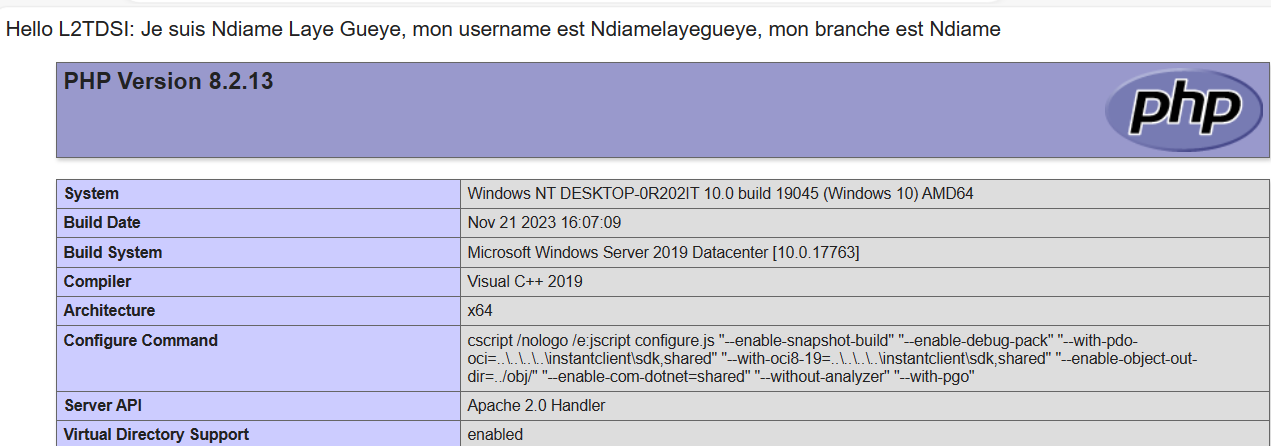 Hello L2TDSI: Je suis Ndiame Laye Gueye, mon username est Ndiamelayegueye, mon branche est Ndiame
PHP Version 8.2.13
php
System Windows NT DESKTOP-0R202IT 10.0 build 19045 (Windows 10) AMD64
Build Date Nov 21 2023 16:07:09
Build System Microsoft Windows Server 2019 Datacenter [10.0.17763]
Compiler Visual C++ 2019
Architecture x64
Configure Command cscript /nologo /e:jscript configure.js "--enable-snapshot-build" "--enable-debug-pack" "--with-pdo-
oci=..\..\..\..\instantclient\sdk,shared" "--with-oci8-19=..\..\..\..\instantclient\sdk,shared" "--enable-object-out-
dir=../obj/" "--enable-com-dotnet=shared" "--without-analyzer" "--with-pgo"
Server API Apache 2.0 Handler
Virtual Directory Support enabled